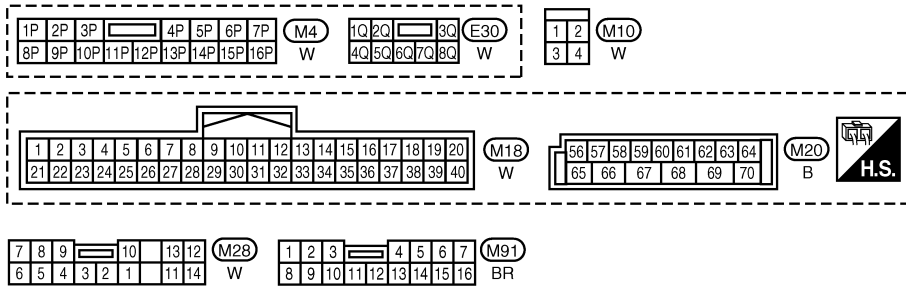 1P 2P 3P 4P 5P 6P 7P M4 1Q 2Q 3Q E30 1 2 M10
8P 9P 10P 11P 12P 13P 14P 15P 16P W 4Q 5Q 6Q 7Q 8Q W 3 4 W
1 2 3 4 5 6 7 8 9 10 11 12 13 14 15 16 17 18 19 20 M18 56 57 58 59 60 61 62 63 64 M20
21 22 23 24 25 26 27 28 29 30 31 32 33 34 35 36 37 38 39 40 W 65 66 67 68 69 70 B H.S.
7 8 9 10 13 12 M28 1 2 3 4 5 6 7 M91
6 5 4 3 2 1 11 14 W 8 9 10 11 12 13 14 15 16 BR